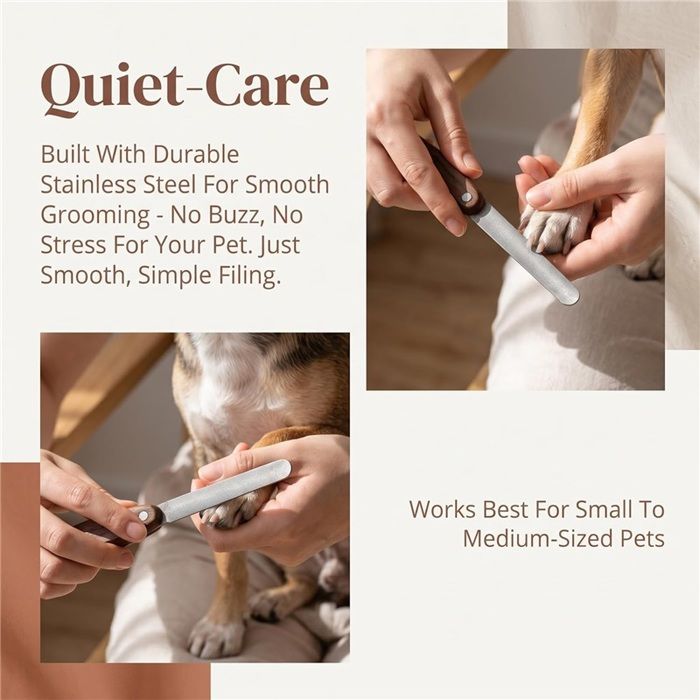 Quiet-Care
Built With Durable
Stainless Steel For Smooth
Grooming - No Buzz, No
Stress For Your Pet. Just
Smooth, Simple Filing.
Works Best For Small To
Medium-Sized Pets